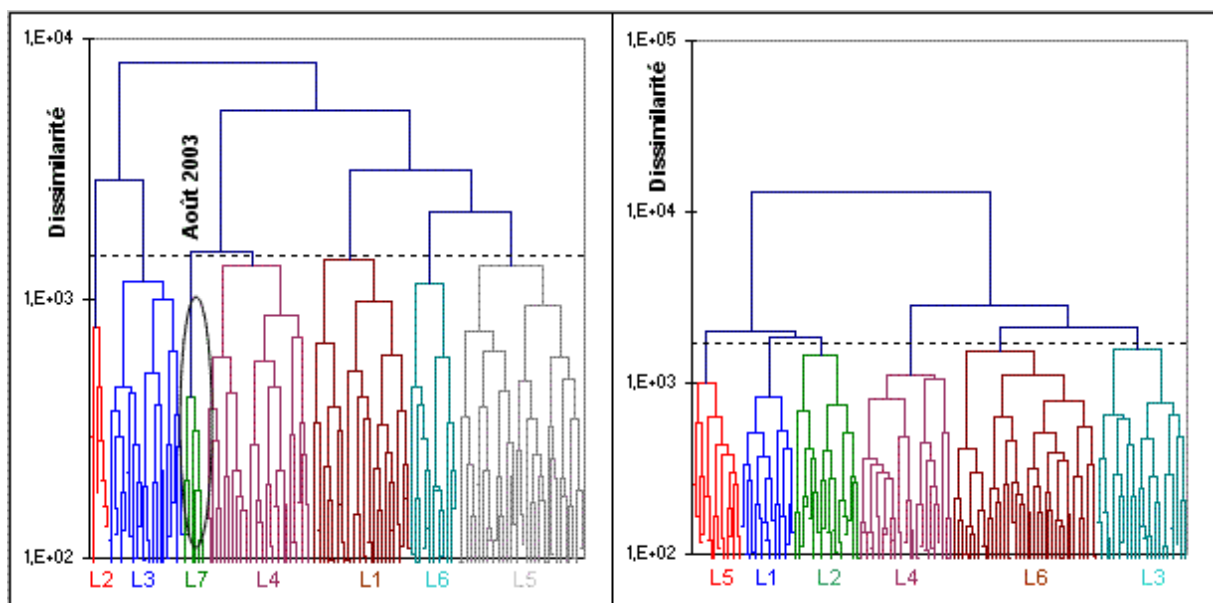 1,E+04
Dissimilarité
Août 2003
1,E+03
1,E+02
L2 L3 L7 L4 L1 L6 L5
1,E+05
Dissimilarité
1,E+04
1,E+03
1,E+02
L5 L1 L2 L4 L6 L3